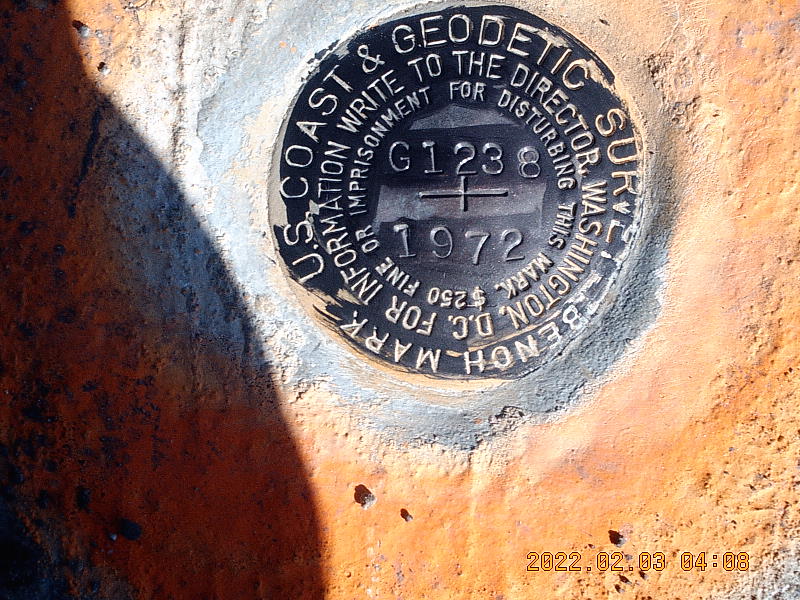 U.S. COAST & GEODETIC SURVEY
BENCH MARK
FOR INFORMATION WRITE TO THE DIRECTOR, WASHINGTON, D.C.
$250 FINE OR IMPRISONMENT FOR DISTURBING THIS MARK.
G1238
1972
2022.02.03 04:08